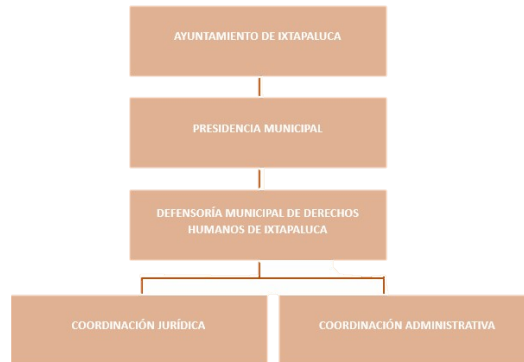 AYUNTAMIENTO DE IXTAPALUCA
PRESIDENCIA MUNICIPAL
DEFENSORÍA MUNICIPAL DE DERECHOS
HUMANOS DE IXTAPALUCA
COORDINACIÓN JURÍDICA
COORDINACIÓN ADMINISTRATIVA